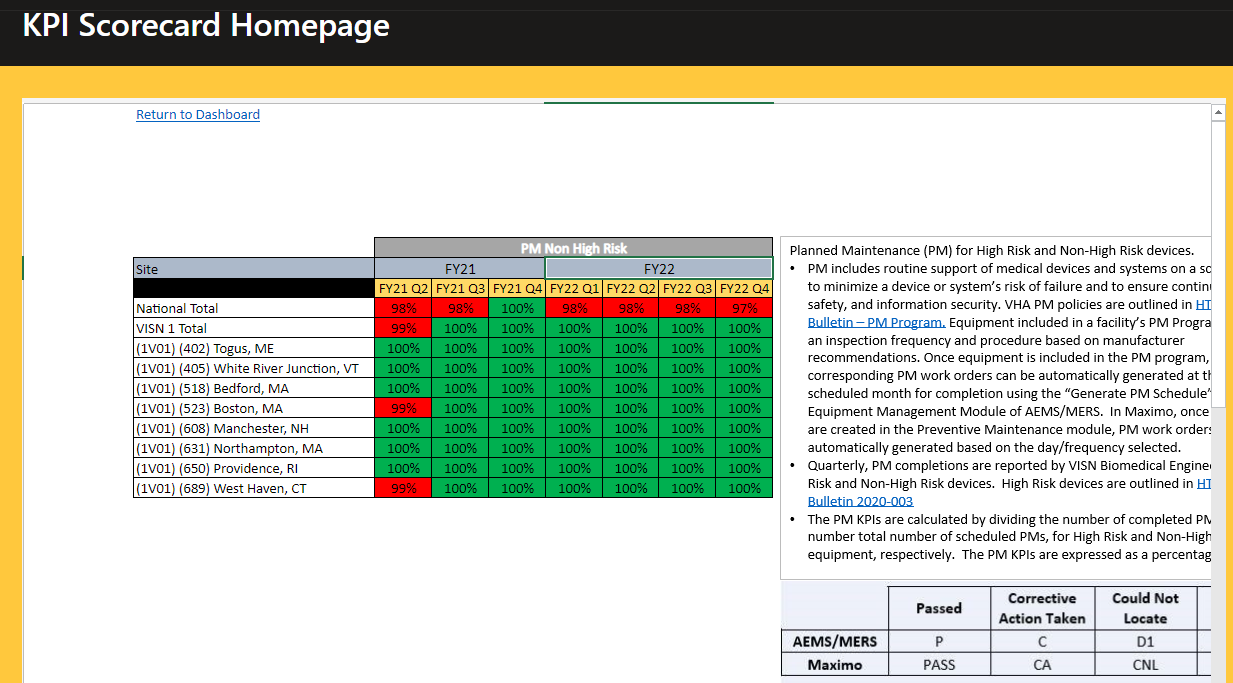 KPI Scorecard Homepage
Return to Dashboard
PM Non High Risk
Site FY21 FY22
FY21 Q2 FY21 Q3 FY21 Q4 FY22 Q1 FY22 Q2 FY22 Q3 FY22 Q4
National Total 98% 98% 100% 98% 98% 98% 97%
VISN 1 Total 99% 100% 100% 100% 100% 100% 100%
(1V01) (402) Togus, ME 100% 100% 100% 100% 100% 100% 100%
(1V01) (405) White River Junction, VT 100% 100% 100% 100% 100% 100% 100%
(1V01) (518) Bedford, MA 100% 100% 100% 100% 100% 100% 100%
(1V01) (523) Boston, MA 99% 100% 100% 100% 100% 100% 100%
(1V01) (608) Manchester, NH 100% 100% 100% 100% 100% 100% 100%
(1V01) (631) Northampton, MA 100% 100% 100% 100% 100% 100% 100%
(1V01) (650) Providence, RI 100% 100% 100% 100% 100% 100% 100%
(1V01) (689) West Haven, CT 99% 100% 100% 100% 100% 100% 100%
Planned Maintenance (PM) for High Risk and Non-High Risk devices.
• PM includes routine support of medical devices and systems on a
to minimize a device or system's risk of failure and to ensure
safety, and information security. VHA PM policies are outlined in
Bulletin – PM Program. Equipment included in a facility's PM
an inspection frequency and procedure based on manufacturer
recommendations. Once equipment is included in the PM program,
corresponding PM work orders can be automatically generated at
scheduled month for completion using the “Generate PM Schedule”
Equipment Management Module of AEMS/MERS. In Maximo, once
are created in the Preventive Maintenance module, PM work
automatically generated based on the day/frequency selected.
• Quarterly, PM completions are reported by VISN Biomedical
Risk and Non-High Risk devices. High Risk devices are outlined in
Bulletin 2020-003
• The PM KPIs are calculated by dividing the number of completed
number total number of scheduled PMs, for High Risk and
equipment, respectively. The PM KPIs are expressed as a
Passed Corrective Action Taken Could Not Locate
AEMS/MERS P C D1
Maximo PASS CA CNL